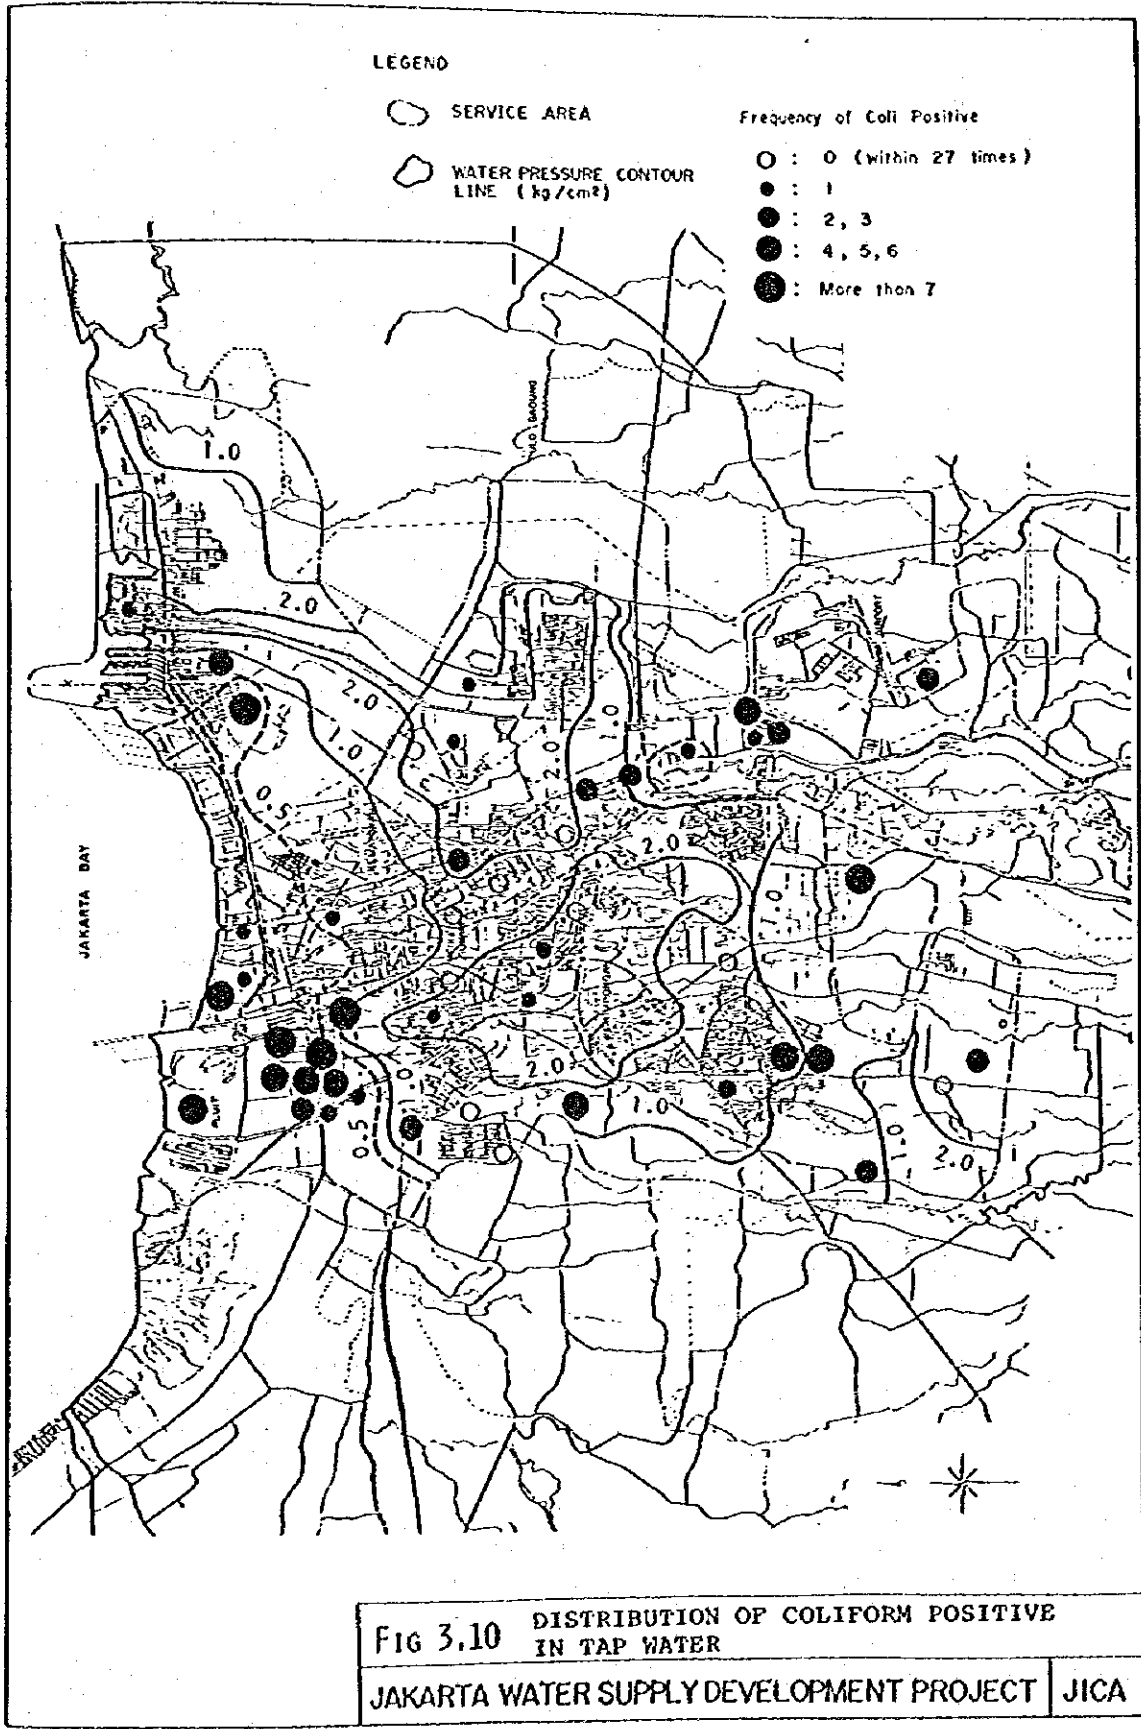 LEGEND
SERVICE AREA
WATER PRESSURE CONTOUR
LINE (kg/cm²)
Frequency of Coli Positive
O : 0 (within 27 times)
● : 1
● : 2, 3
● : 4, 5, 6
● : More than 7
1.0
2.0
2.0
1.0
1.0
2.0
0.5
2.0
1.0
JAKARTA BAY
2.0
1.0
1.0
0.5
1.0
2.0
PLUIT
AIRPORT
FIG 3.10 DISTRIBUTION OF COLIFORM POSITIVE
IN TAP WATER
JAKARTA WATER SUPPLY DEVELOPMENT PROJECT
JICA